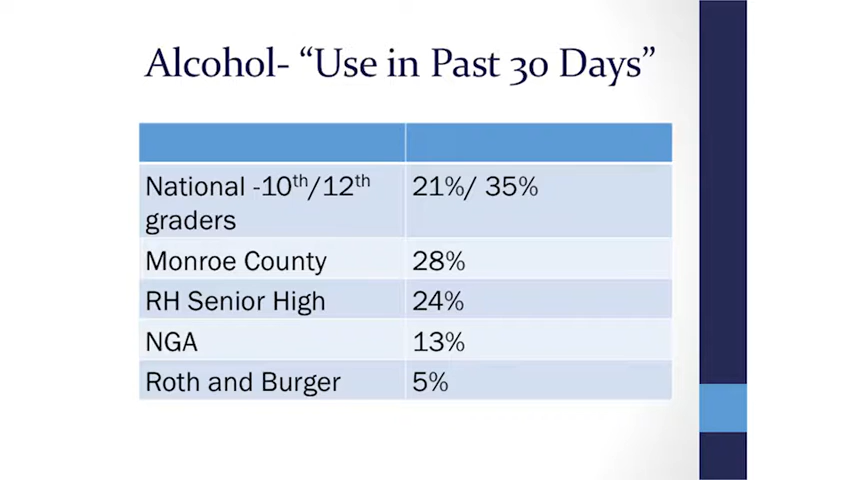 Alcohol- “Use in Past 30 Days”
National -10th/12th 21%/ 35%
graders
Monroe County 28%
RH Senior High 24%
NGA 13%
Roth and Burger 5%